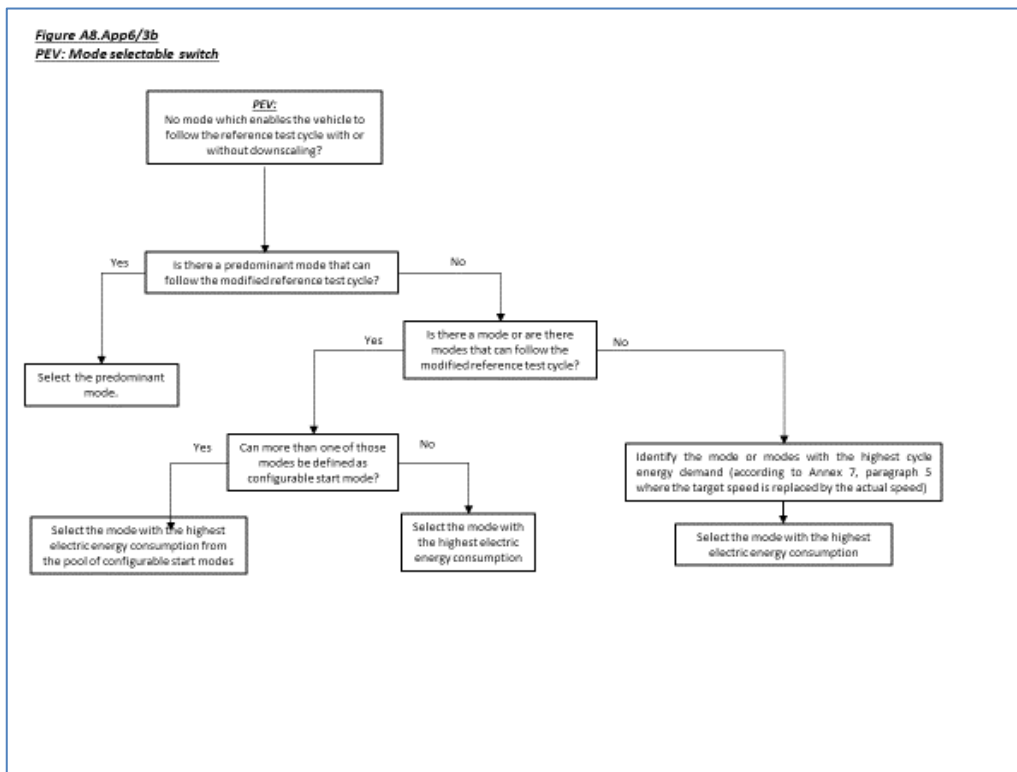 Figure A8.App6/3b
PEV: Mode selectable switch
PEV:
No mode which enables the vehicle to
follow the reference test cycle with or
without downscaling?
Yes
Is there a predominant mode that can
follow the modified reference test cycle?
No
Yes
Is there a mode or are there
modes that can follow the
modified reference test cycle?
No
Select the predominant
mode.
Yes
Can more than one of those
modes be defined as
configurable start mode?
No
Identify the mode or modes with the highest cycle
energy demand (according to Annex 7, paragraph 5
where the target speed is replaced by the actual speed)
Select the mode with the highest
electric energy consumption from
the pool of configurable start modes
Select the mode with
the highest electric
energy consumption
Select the mode with the highest
electric energy consumption